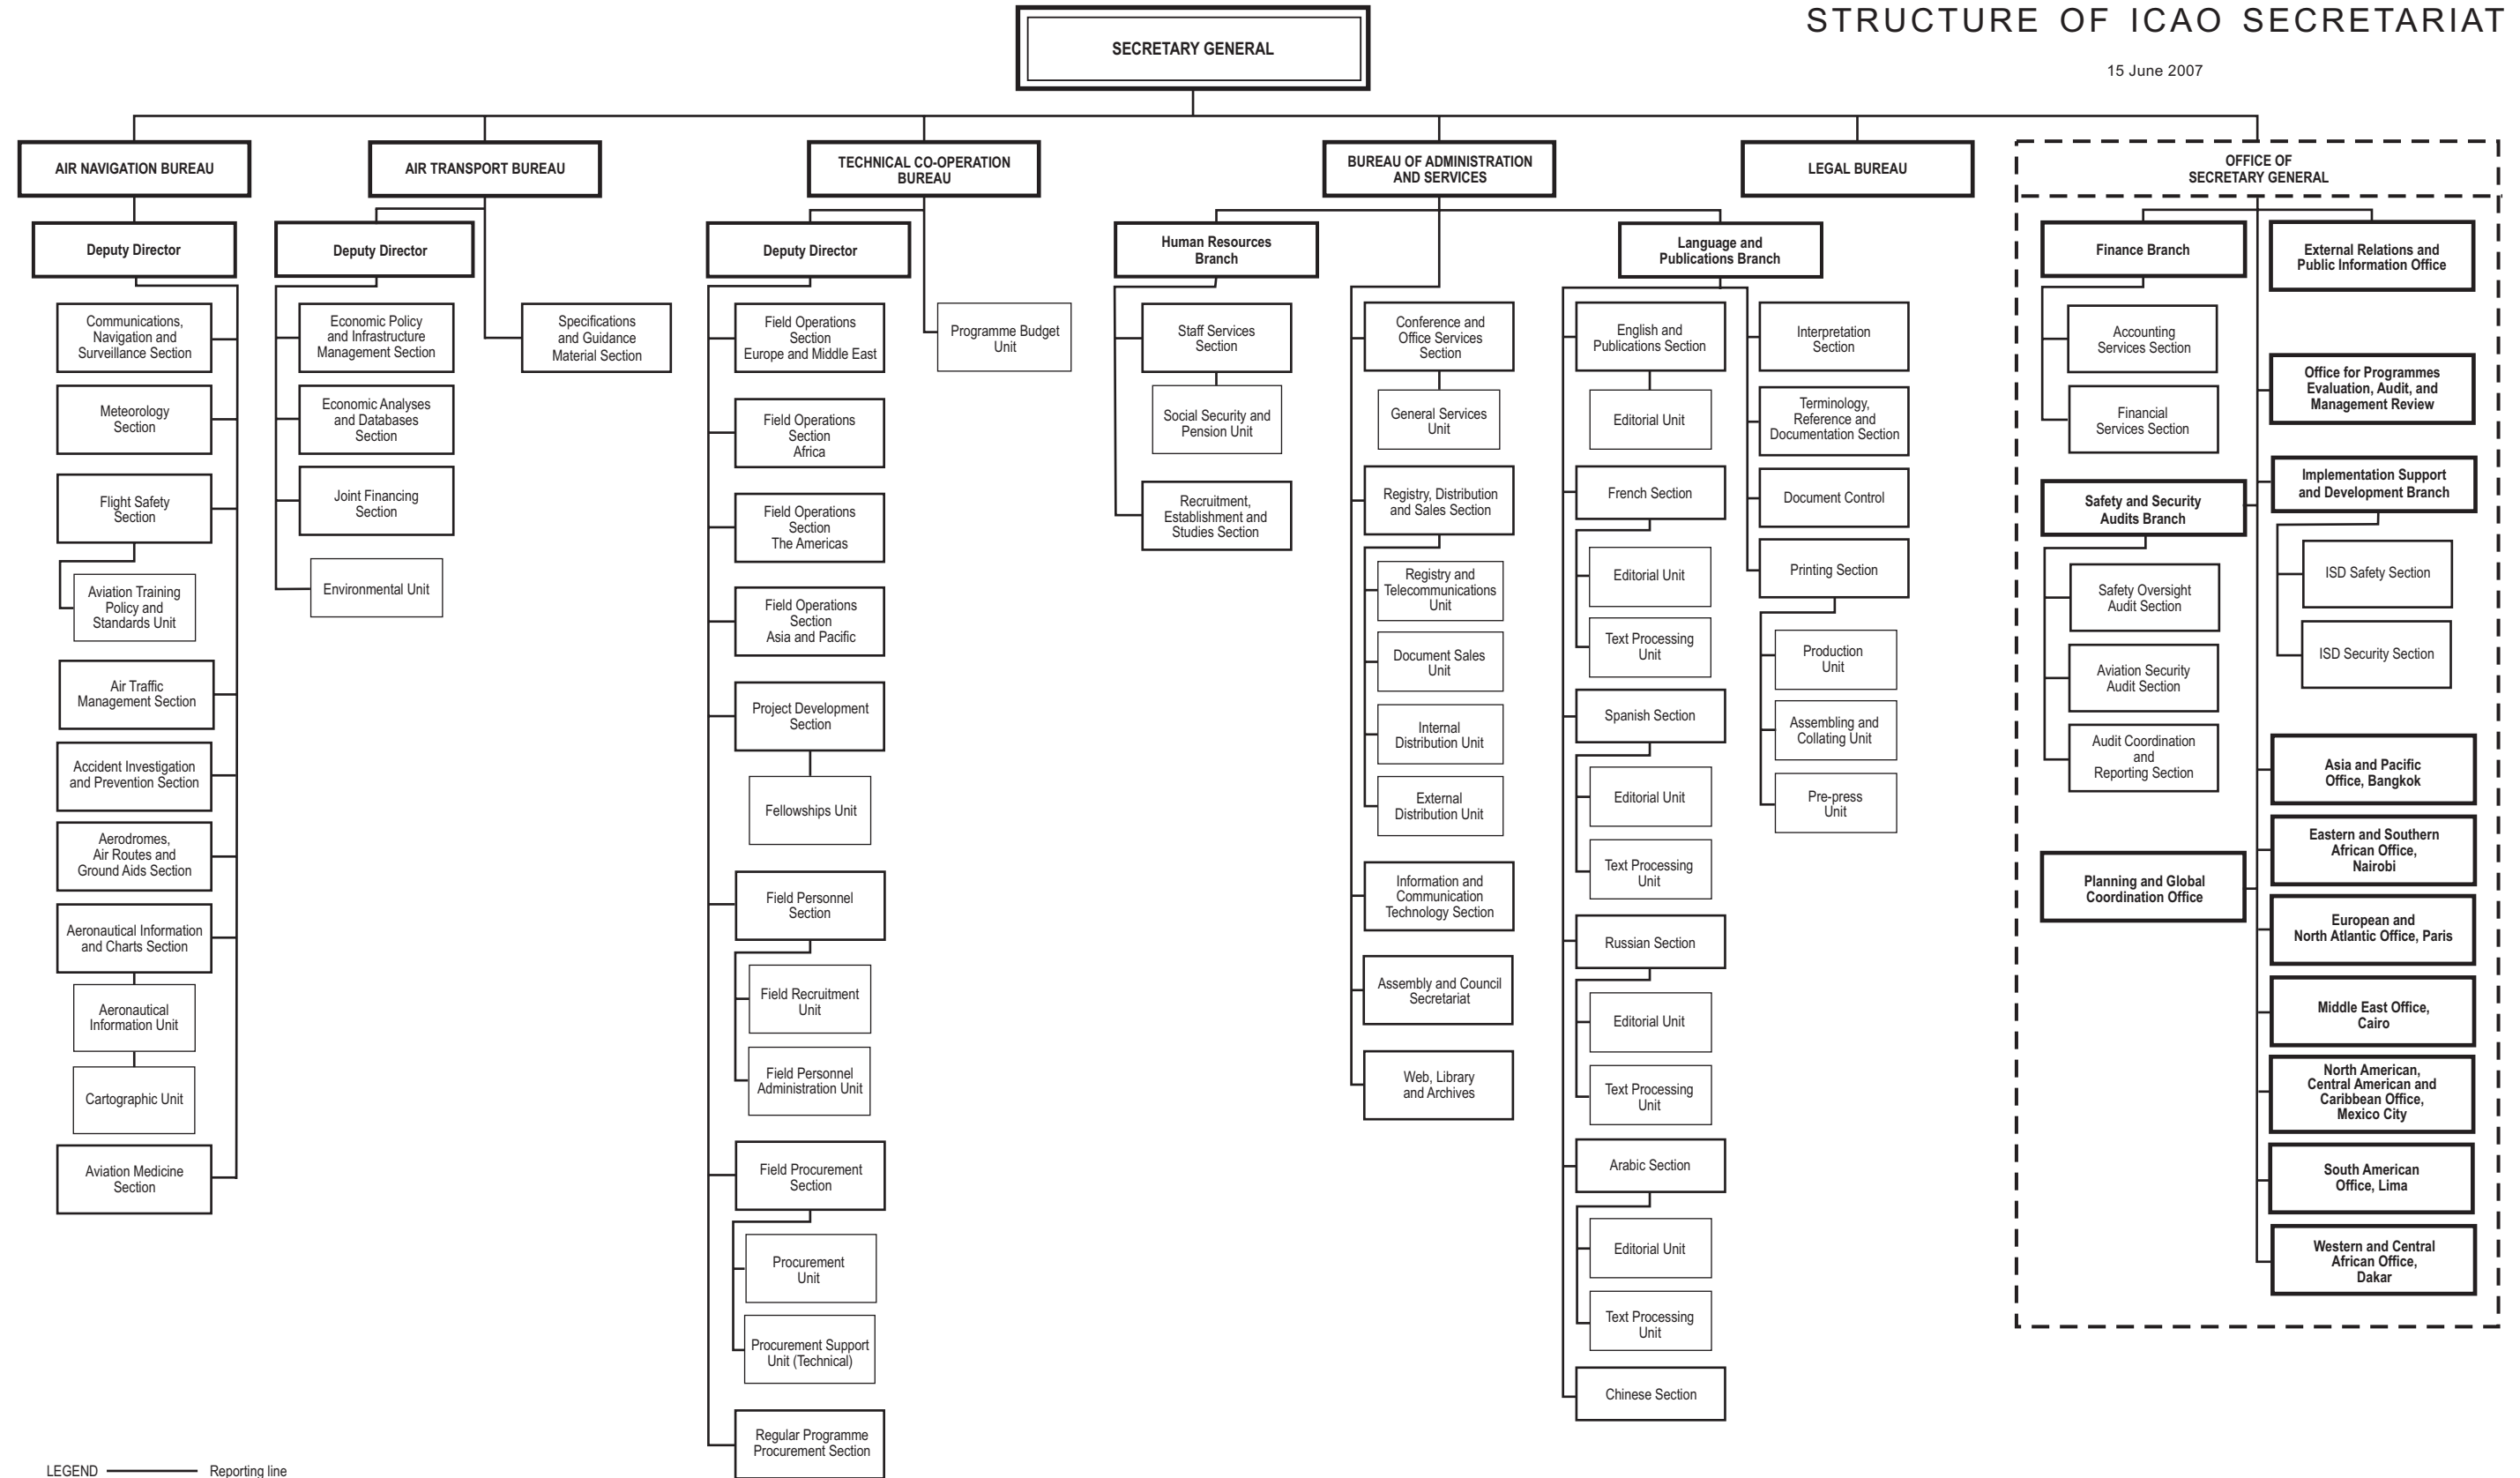 STRUCTURE OF ICAO SECRETARIAT
15 June 2007
SECRETARY GENERAL
AIR NAVIGATION BUREAU
Deputy Director
Communications,
Navigation and
Surveillance Section
Meteorology
Section
Flight Safety
Section
Aviation Training
Policy and
Standards Unit
Air Traffic
Management Section
Accident Investigation
and Prevention Section
Aerodromes,
Air Routes and
Ground Aids Section
Aeronautical Information
and Charts Section
Aeronautical
Information Unit
Cartographic Unit
Aviation Medicine
Section
AIR TRANSPORT BUREAU
Deputy Director
Economic Policy
and Infrastructure
Management Section
Economic Analyses
and Databases
Section
Joint Financing
Section
Environmental Unit
Specifications
and Guidance
Material Section
TECHNICAL CO-OPERATION
BUREAU
Deputy Director
Field Operations
Section
Europe and Middle East
Field Operations
Section
Africa
Field Operations
Section
The Americas
Field Operations
Section
Asia and Pacific
Project Development
Section
Fellowships Unit
Field Personnel
Section
Field Recruitment
Unit
Field Personnel
Administration Unit
Field Procurement
Section
Procurement
Unit
Procurement Support
Unit (Technical)
Regular Programme
Procurement Section
Programme Budget
Unit
BUREAU OF ADMINISTRATION
AND SERVICES
Human Resources
Branch
Staff Services
Section
Social Security and
Pension Unit
Recruitment,
Establishment and
Studies Section
Conference and
Office Services
Section
General Services
Unit
Registry, Distribution
and Sales Section
Registry and
Telecommunications
Unit
Document Sales
Unit
Internal
Distribution Unit
External
Distribution Unit
Information and
Communication
Technology Section
Assembly and Council
Secretariat
Web, Library
and Archives
Language and
Publications Branch
English and
Publications Section
Editorial Unit
French Section
Editorial Unit
Text Processing
Unit
Spanish Section
Editorial Unit
Text Processing
Unit
Russian Section
Editorial Unit
Text Processing
Unit
Arabic Section
Editorial Unit
Text Processing
Unit
Chinese Section
Interpretation
Section
Terminology,
Reference and
Documentation Section
Document Control
Printing Section
Production
Unit
Assembling and
Collating Unit
Pre-press
Unit
LEGAL BUREAU
OFFICE OF
SECRETARY GENERAL
Finance Branch
Accounting
Services Section
Financial
Services Section
Safety and Security
Audits Branch
Safety Oversight
Audit Section
Aviation Security
Audit Section
Audit Coordination
and
Reporting Section
Planning and Global
Coordination Office
External Relations and
Public Information Office
Office for Programmes
Evaluation, Audit, and
Management Review
Implementation Support
and Development Branch
ISD Safety Section
ISD Security Section
Asia and Pacific
Office, Bangkok
Eastern and Southern
African Office,
Nairobi
European and
North Atlantic Office, Paris
Middle East Office,
Cairo
North American,
Central American and
Caribbean Office,
Mexico City
South American
Office, Lima
Western and Central
African Office,
Dakar
LEGEND Reporting line